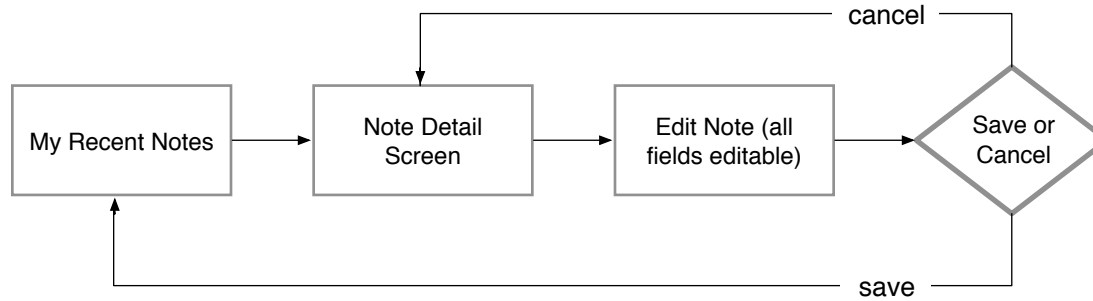 cancel
My Recent Notes
Note Detail
Screen
Edit Note (all
fields editable)
Save or
Cancel
save